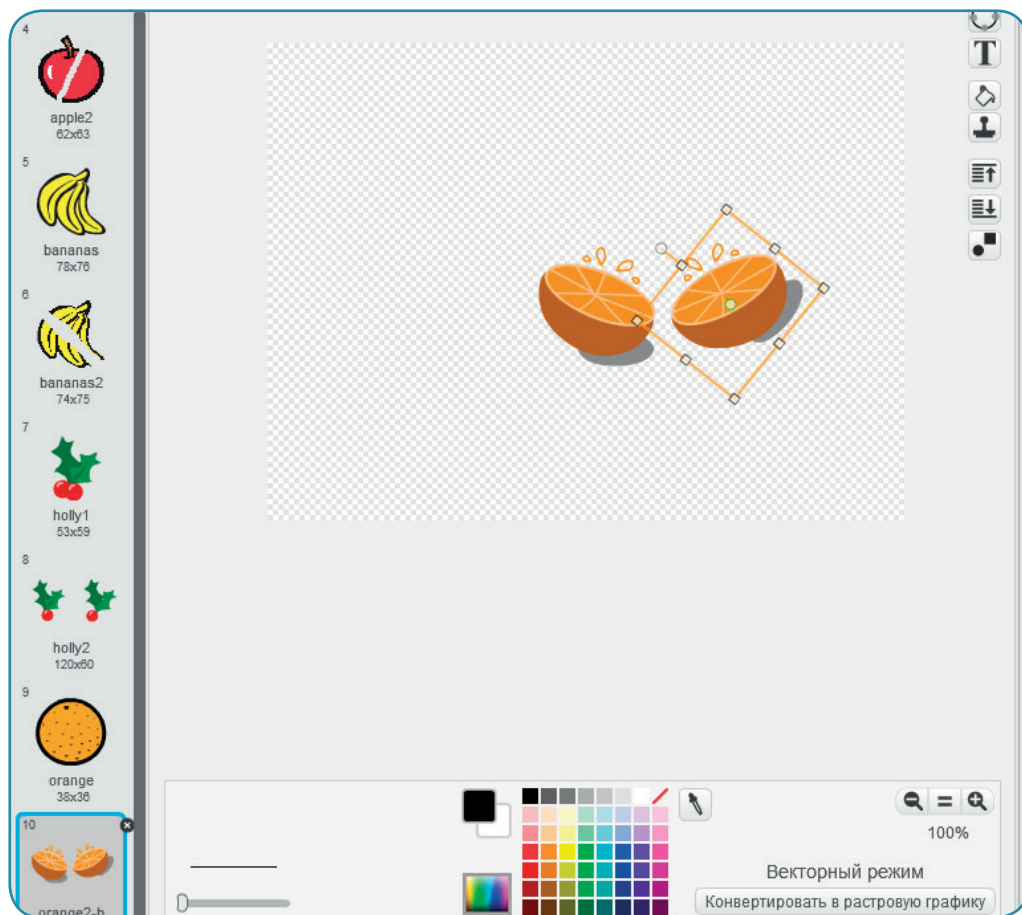 4
apple2
62x63
5
bananas
78x76
6
bananas2
74x75
7
holly1
53x59
8
holly2
120x60
9
orange
38x36
10
orange2-b
T
100%
Векторный режим
Конвертировать в растровую графику